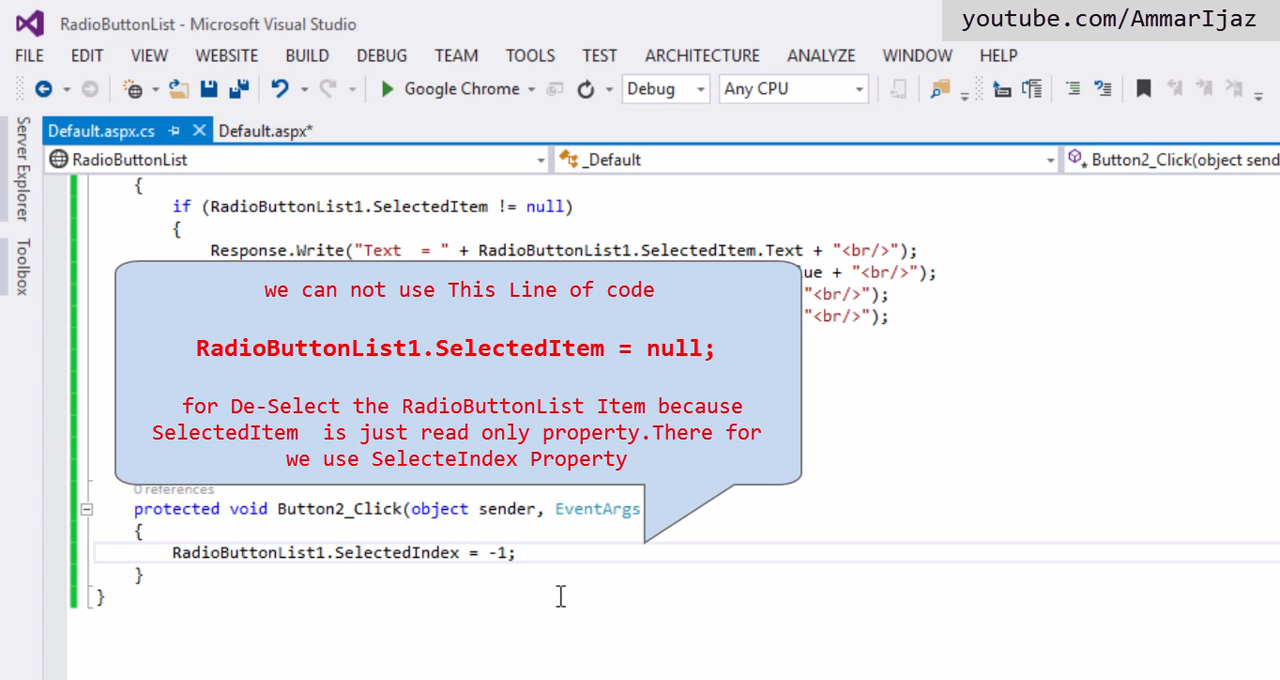 RadioButtonList - Microsoft Visual Studio
youtube.com/AmmarIjaz
FILE EDIT VIEW WEBSITE BUILD DEBUG TEAM TOOLS TEST ARCHITECTURE ANALYZE WINDOW HELP
Google Chrome Debug Any CPU
Default.aspx.cs Default.aspx*
RadioButtonList _Default Button2_Click(object send
Server Explorer
Toolbox
{
if (RadioButtonList1.SelectedItem != null)
{
Response.Write("Text  = " + RadioButtonList1.SelectedItem.Text + "<br/>");
ue + "<br/>");
"<br/>");
"<br/>");
we can not use This Line of code
RadioButtonList1.SelectedItem = null;
for De-Select the RadioButtonList Item because
SelectedItem  is just read only property.There for
we use SelecteIndex Property
0 references
protected void Button2_Click(object sender, EventArgs
{
RadioButtonList1.SelectedIndex = -1;
}
}